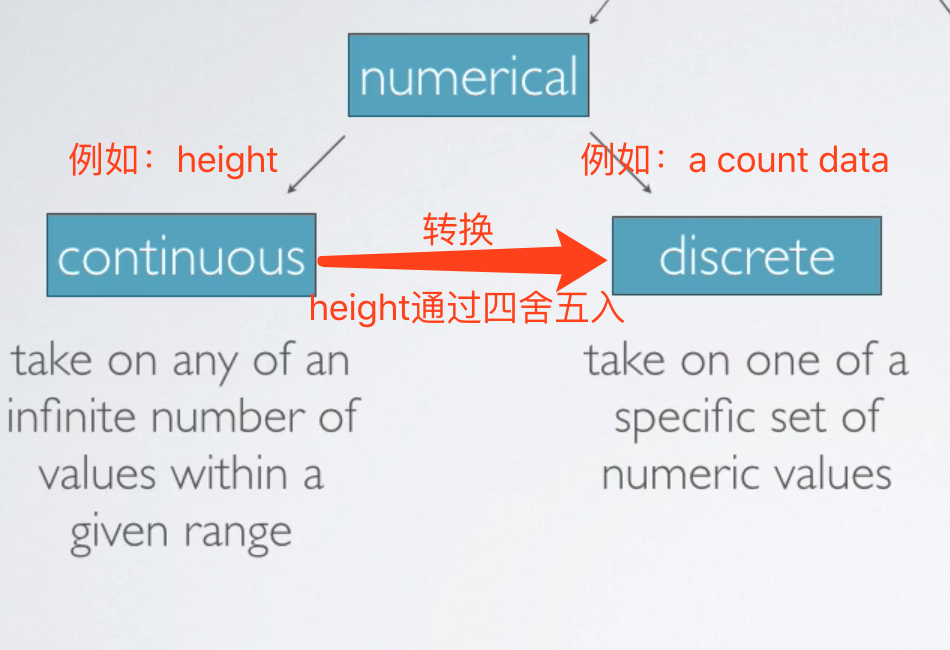 numerical
例如：height
例如：a count data
continuous
转换
discrete
height通过四舍五入
take on any of an
infinite number of
values within a
given range
take on one of a
specific set of
numeric values